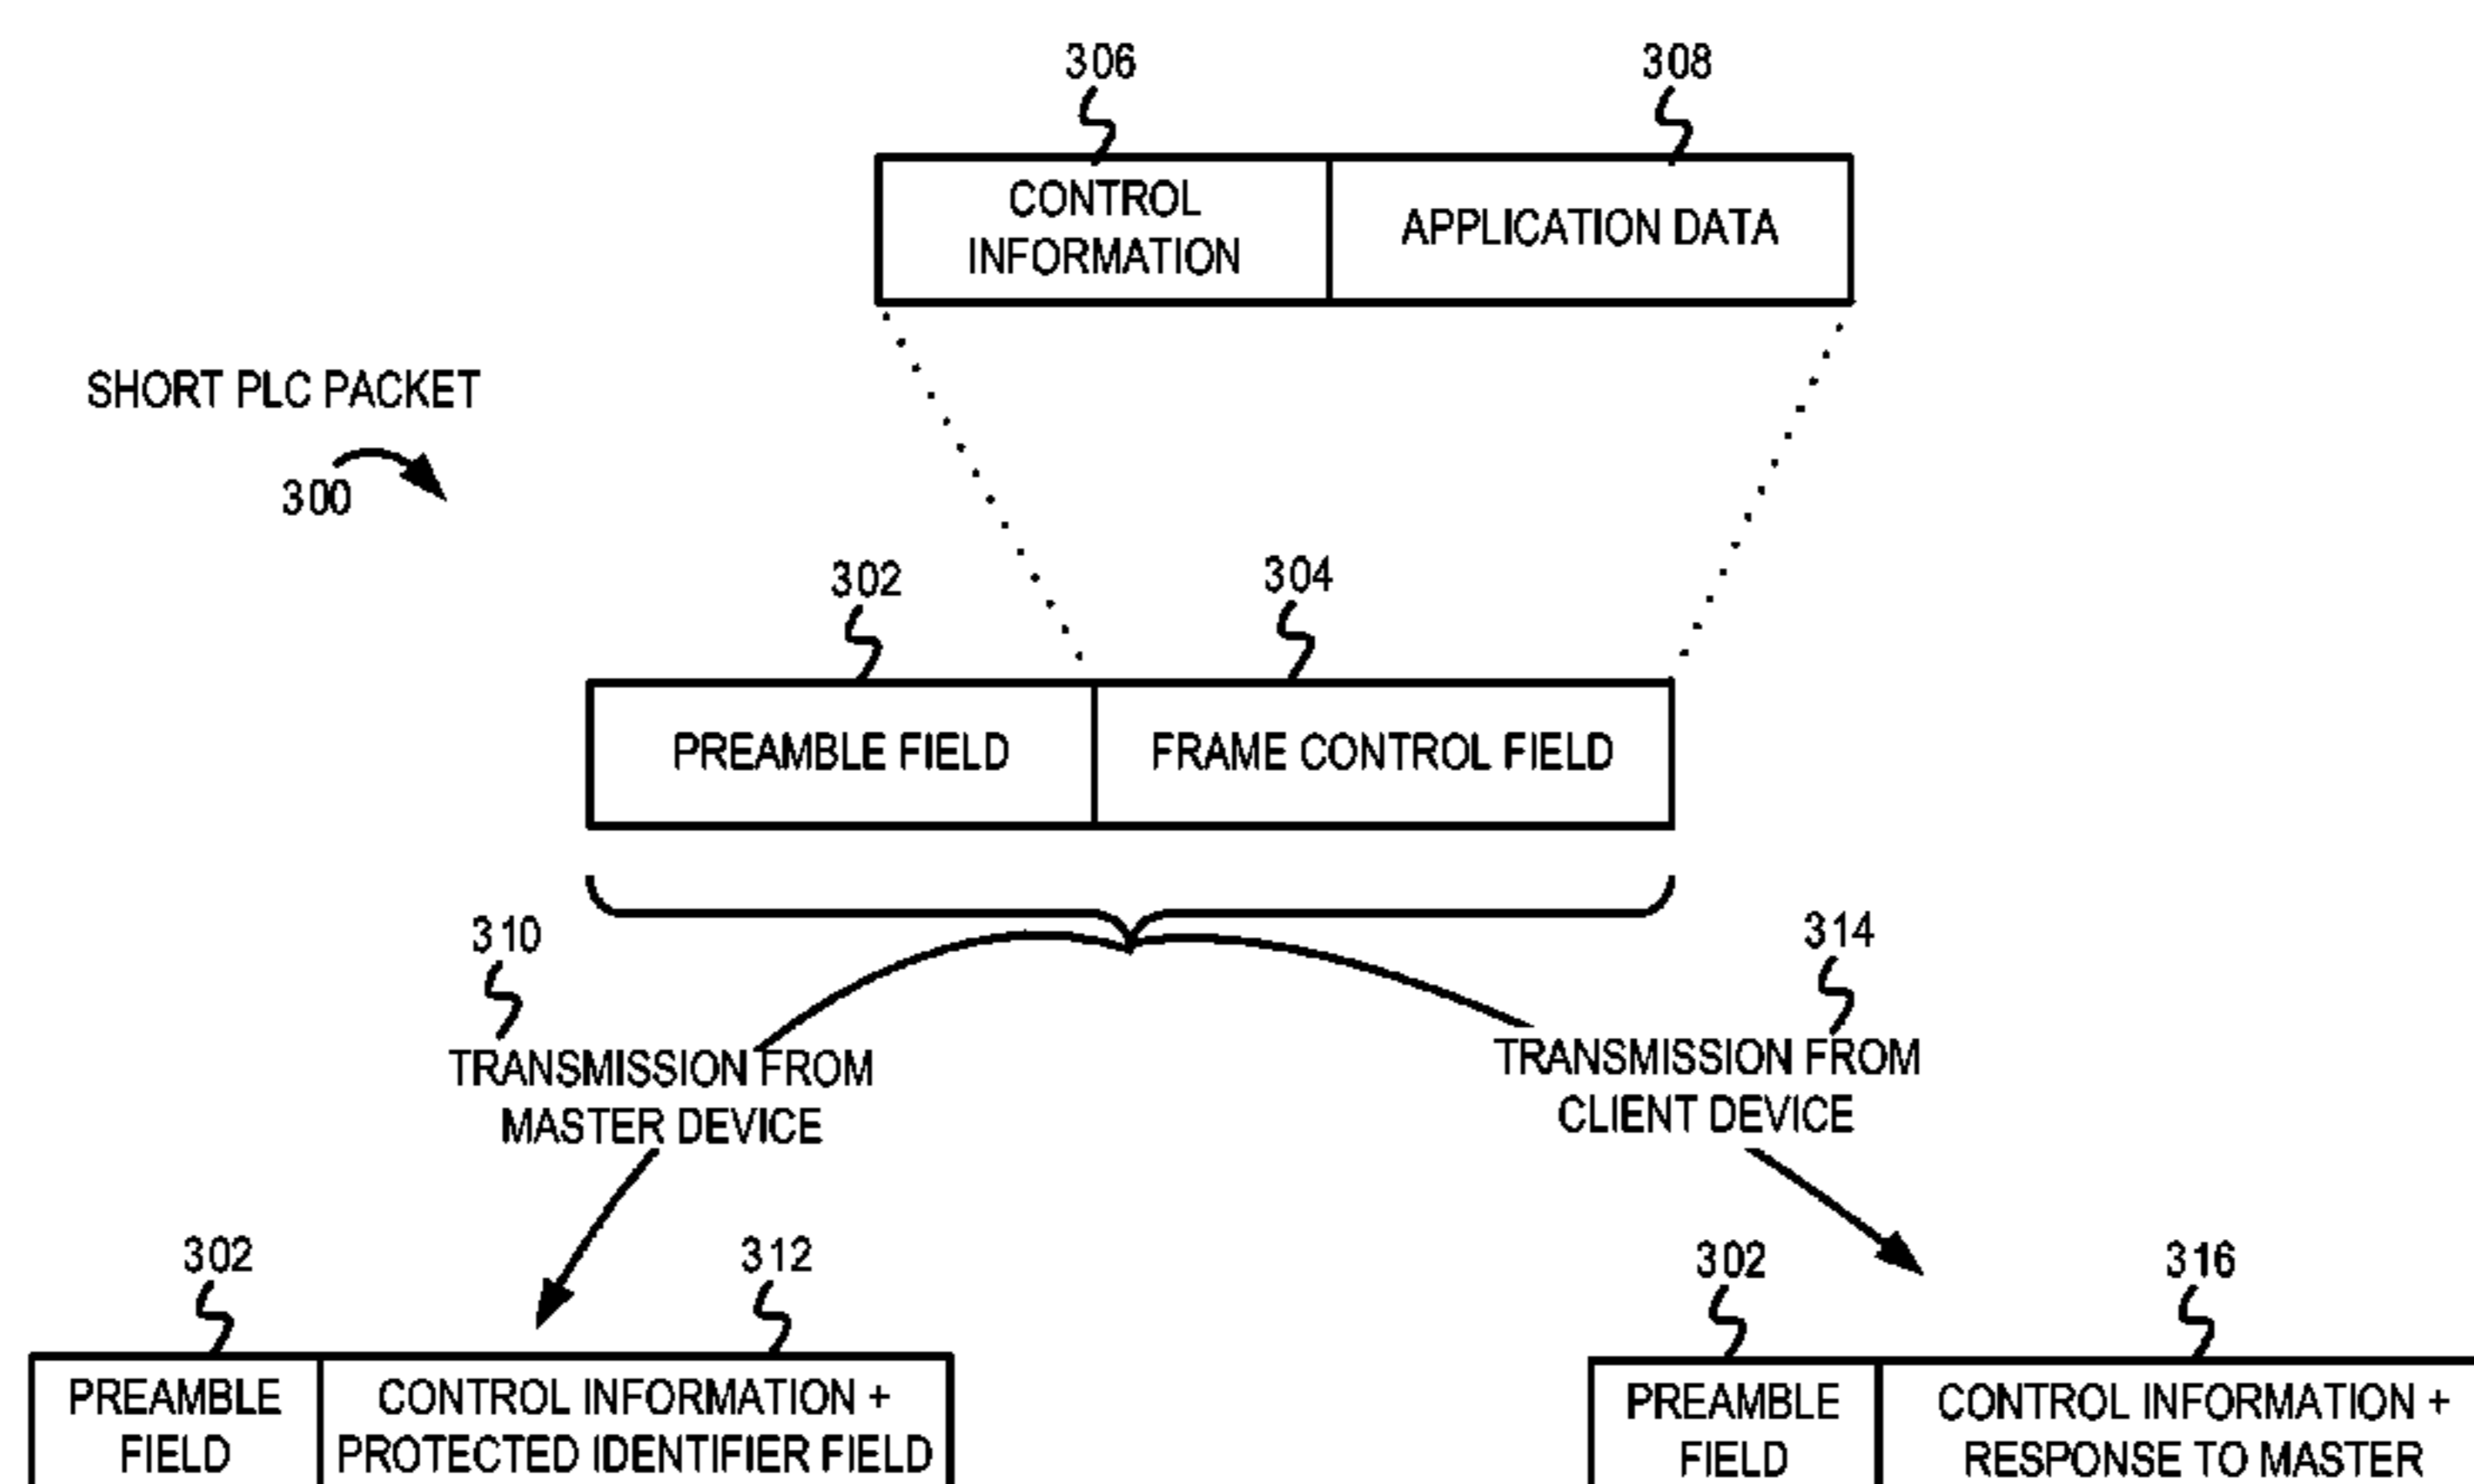 306
308
CONTROL
INFORMATION
APPLICATION DATA
SHORT PLC PACKET
300
302
304
PREAMBLE FIELD
FRAME CONTROL FIELD
310
314
TRANSMISSION FROM
MASTER DEVICE
TRANSMISSION FROM
CLIENT DEVICE
302
312
302
316
PREAMBLE
FIELD
CONTROL INFORMATION +
PROTECTED IDENTIFIER FIELD
PREAMBLE
FIELD
CONTROL INFORMATION +
RESPONSE TO MASTER